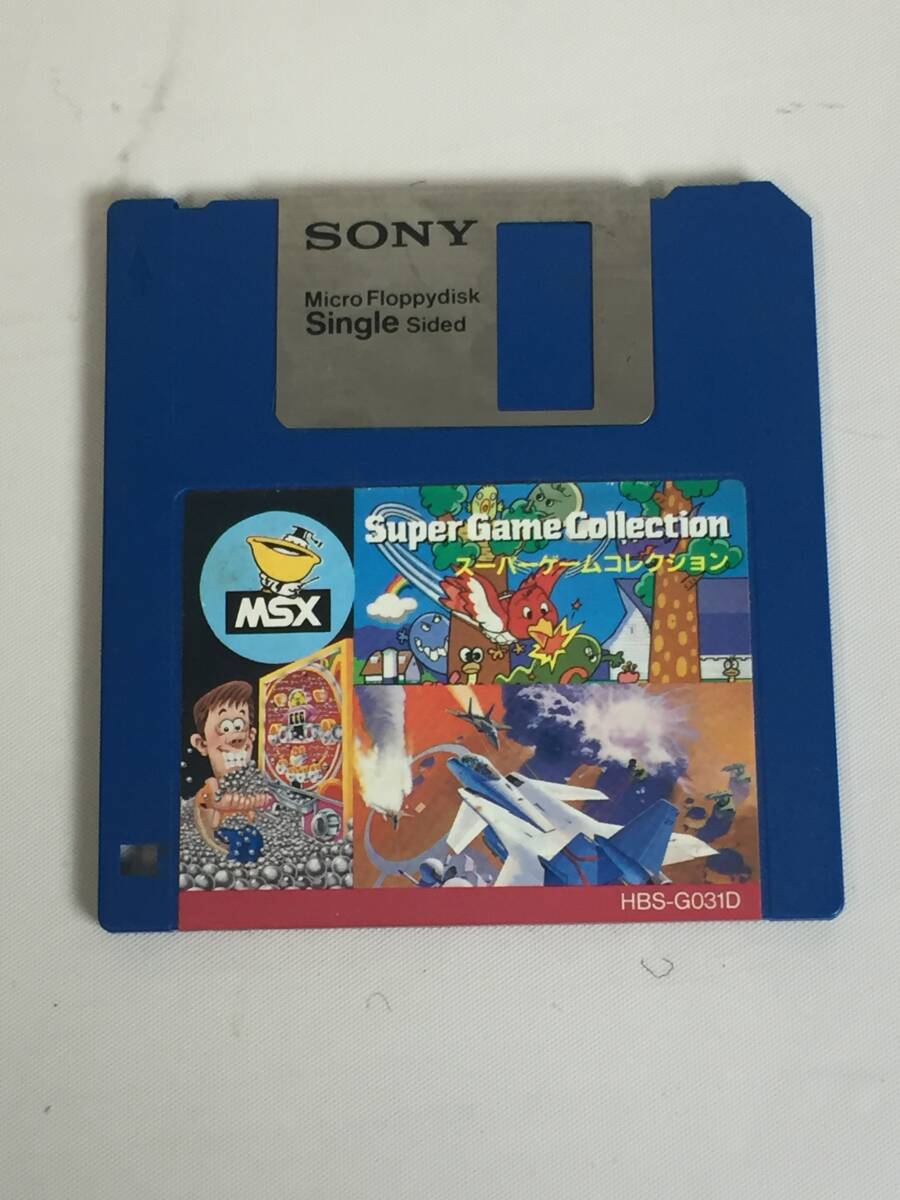 SONY
Micro Floppydisk
Single Sided
Super Game Collection
スーパーゲームコレクション
MSX
HBS-G031D